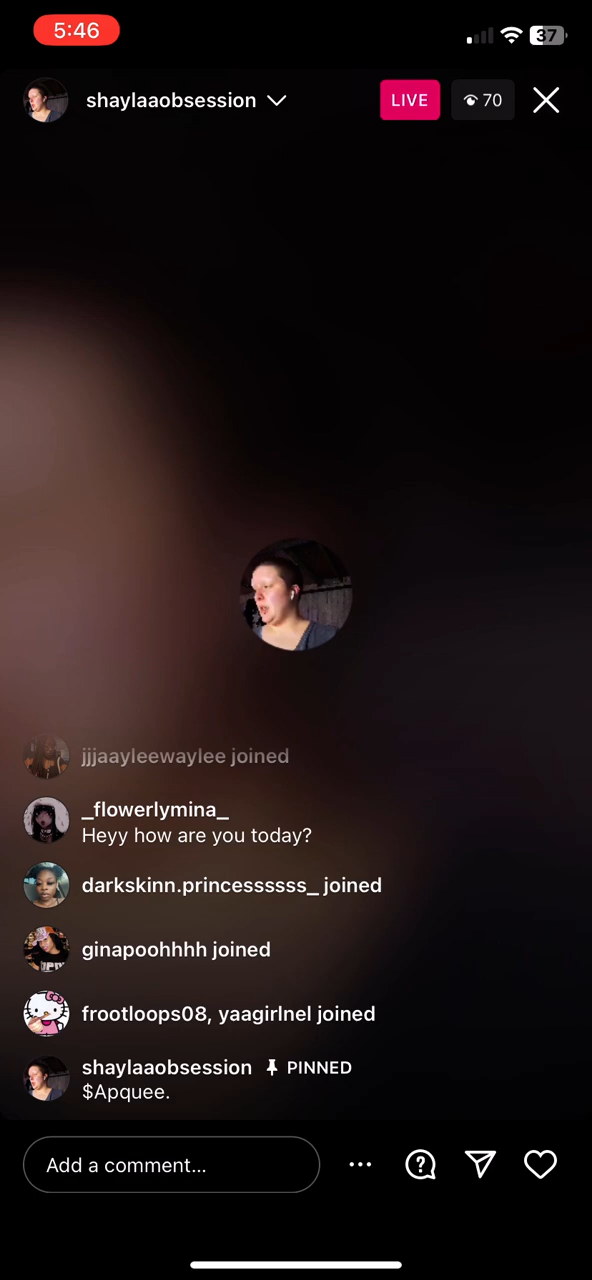 5:46
37
shaylaaobsession
LIVE
70
jjjaayleewaylee joined
_flowerlymina_
Heyy how are you today?
darkskinn.princessssss_ joined
ginapoohhhh joined
frootloops08, yaagirlnel joined
shaylaaobsession PINNED
$Apquee.
Add a comment...